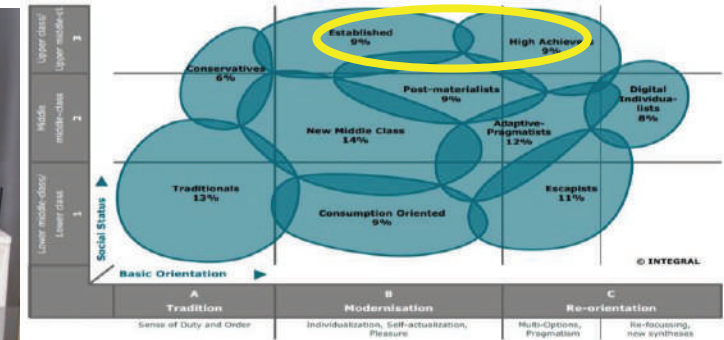 Upper class/
Upper middle-cl.
3
Middle
middle-class
2
Lower middle-class/
Lower class
1
Social Status
Established
9%
High Achievers
9%
Conservatives
6%
Post-materialists
9%
Digital
Individua-
lists
8%
New Middle Class
14%
Adaptive-
Pragmatists
12%
Traditionals
13%
Escapists
11%
Consumption Oriented
9%
© INTEGRAL
Basic Orientation
A
Tradition
B
Modernisation
C
Re-orientation
Sense of Duty and Order
Individualization, Self-actualization,
Pleasure
Multi-Options,
Pragmatism
Re-focussing,
new syntheses